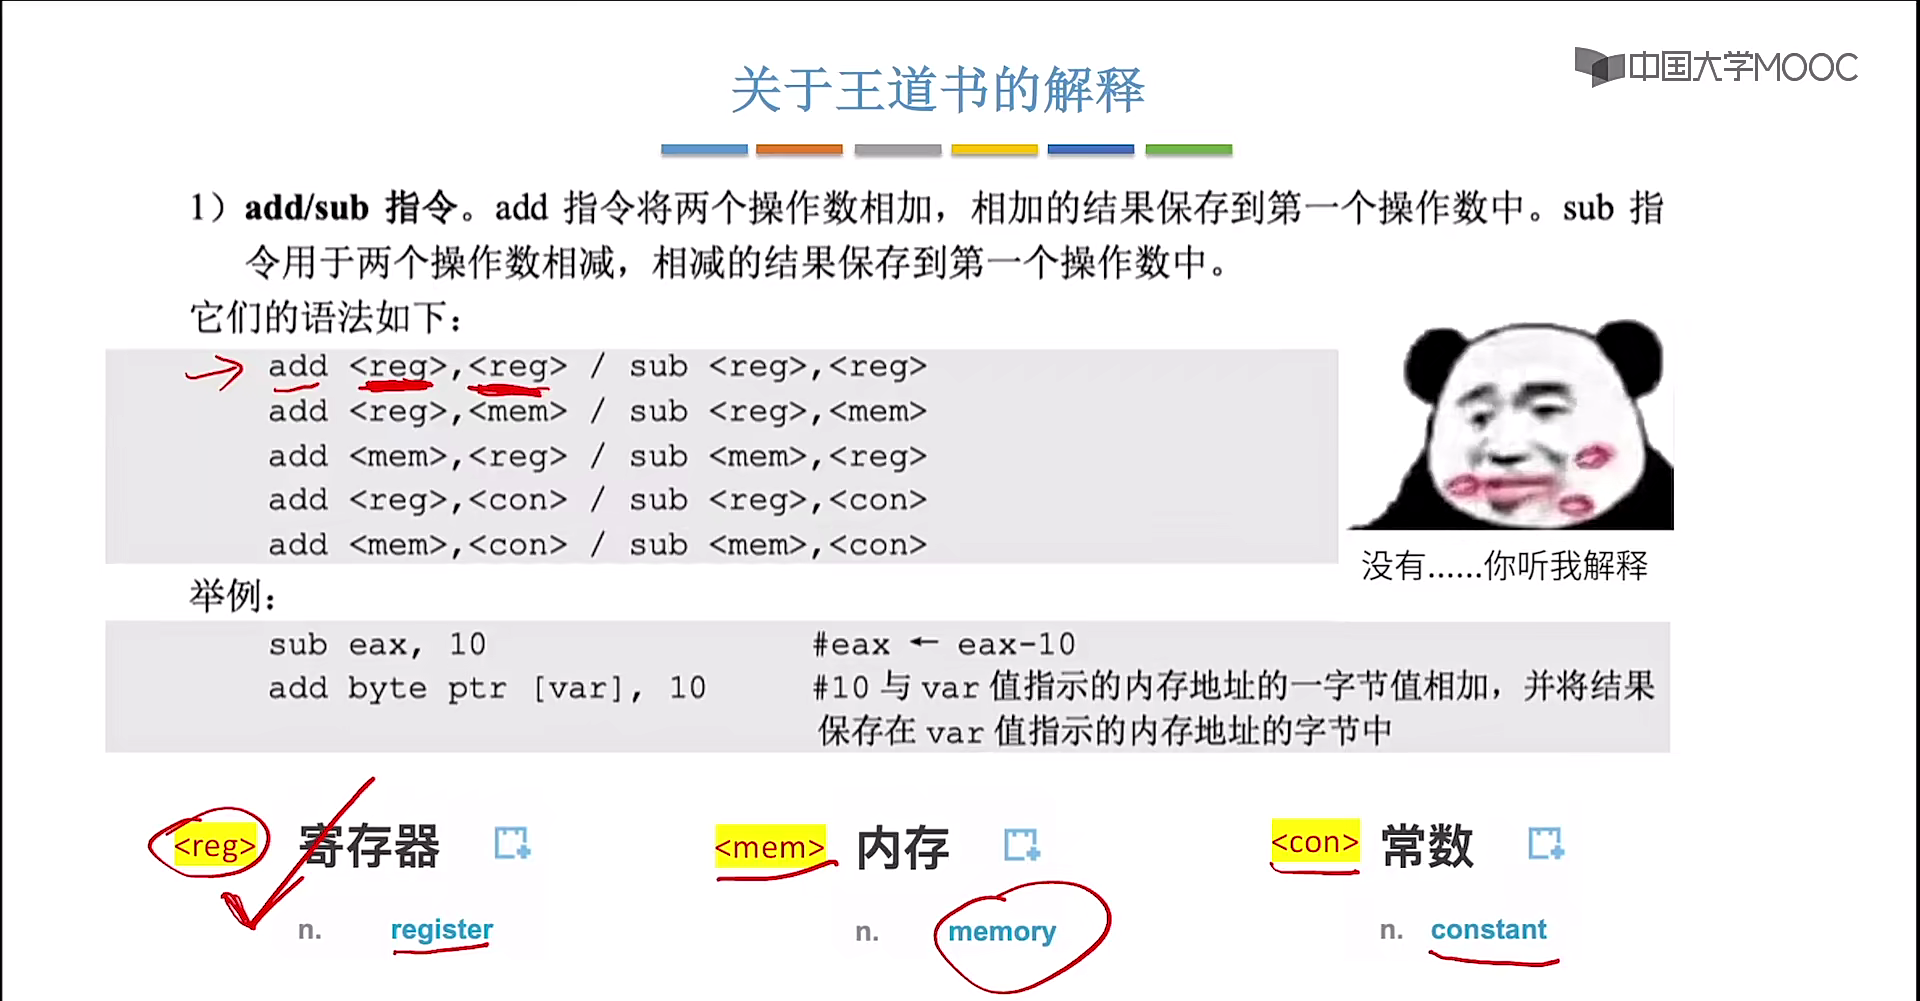 中国大学MOOC
关于王道书的解释
1）add/sub 指令。add 指令将两个操作数相加，相加的结果保存到第一个操作数中。sub 指
令用于两个操作数相减，相减的结果保存到第一个操作数中。
它们的语法如下：
add <reg>,<reg> / sub <reg>,<reg>
add <reg>,<mem> / sub <reg>,<mem>
add <mem>,<reg> / sub <mem>,<reg>
add <reg>,<con> / sub <reg>,<con>
add <mem>,<con> / sub <mem>,<con>
没有......你听我解释
举例：
sub eax, 10 #eax ← eax-10
add byte ptr [var], 10 #10 与 var 值指示的内存地址的一字节值相加，并将结果
保存在 var 值指示的内存地址的字节中
<reg> 寄存器 <mem> 内存 <con> 常数
n. register n. memory n. constant